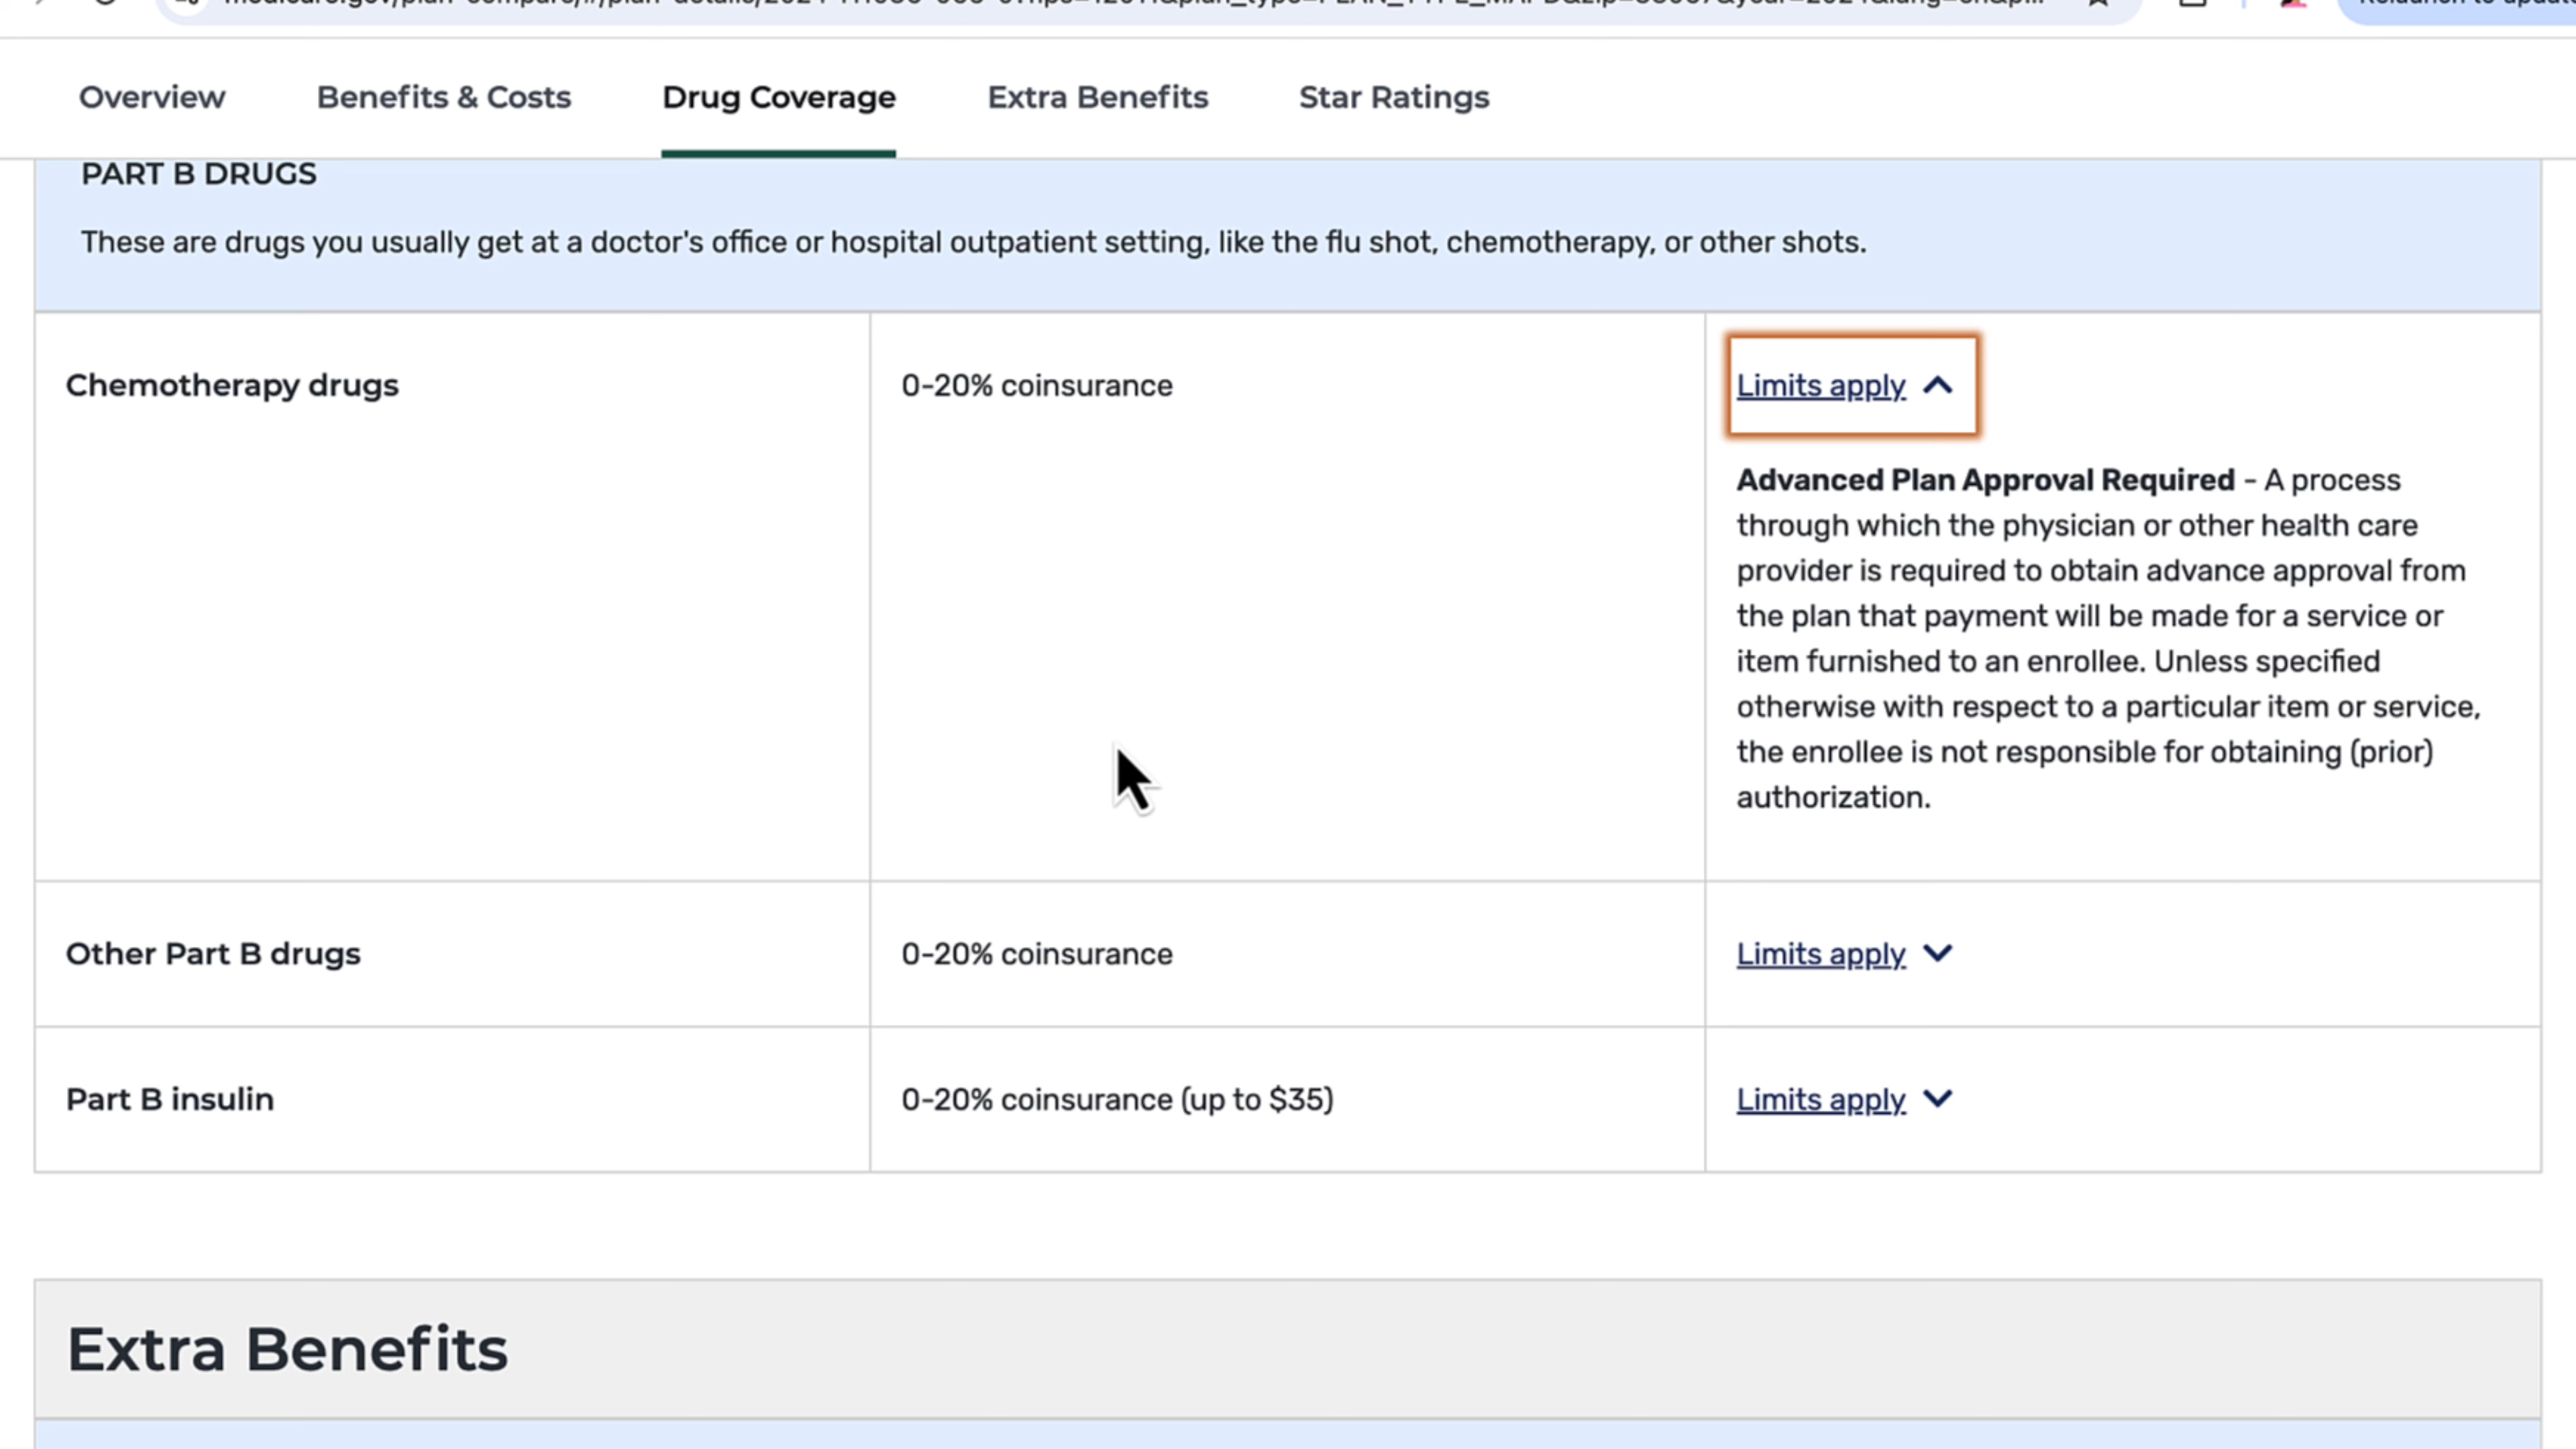 Overview Benefits & Costs Drug Coverage Extra Benefits Star Ratings
PART B DRUGS
These are drugs you usually get at a doctor's office or hospital outpatient setting, like the flu shot, chemotherapy, or other shots.
Chemotherapy drugs
0-20% coinsurance
Limits apply
Advanced Plan Approval Required - A process
through which the physician or other health care
provider is required to obtain advance approval from
the plan that payment will be made for a service or
item furnished to an enrollee. Unless specified
otherwise with respect to a particular item or service,
the enrollee is not responsible for obtaining (prior)
authorization.
Other Part B drugs
0-20% coinsurance
Limits apply
Part B insulin
0-20% coinsurance (up to $35)
Limits apply
Extra Benefits